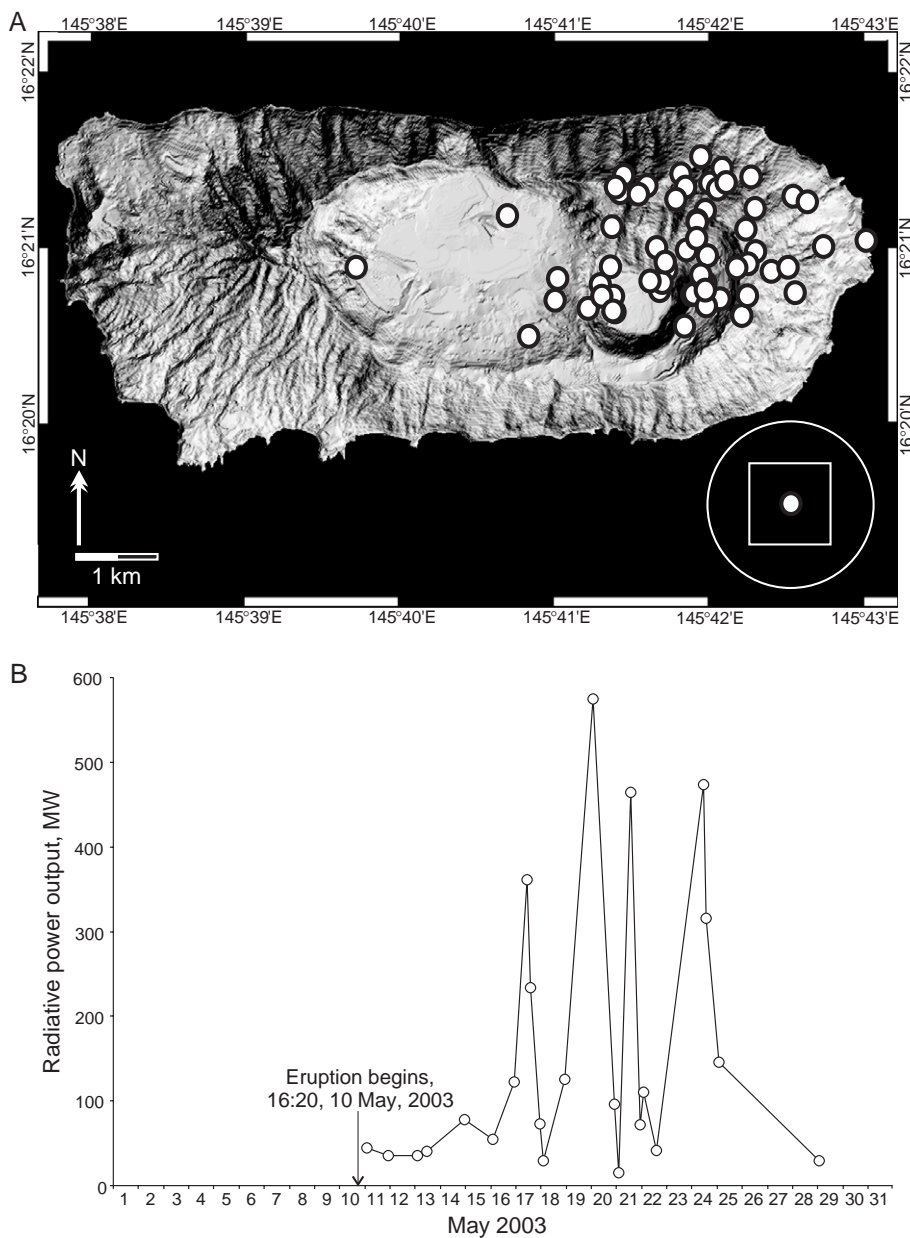 A
145°38'E 145°39'E 145°40'E 145°41'E 145°42'E 145°43'E
16°22'N 16°22'N
16°21'N 16°21'N
16°20'N 16°20'N
N
1 km
145°38'E 145°39'E 145°40'E 145°41'E 145°42'E 145°43'E
B
600
500
400
300
200
100
0
Radiative power output, MW
Eruption begins,
16:20, 10 May, 2003
1 2 3 4 5 6 7 8 9 10 11 12 13 14 15 16 17 18 19 20 21 22 23 24 25 26 27 28 29 30 31
May 2003